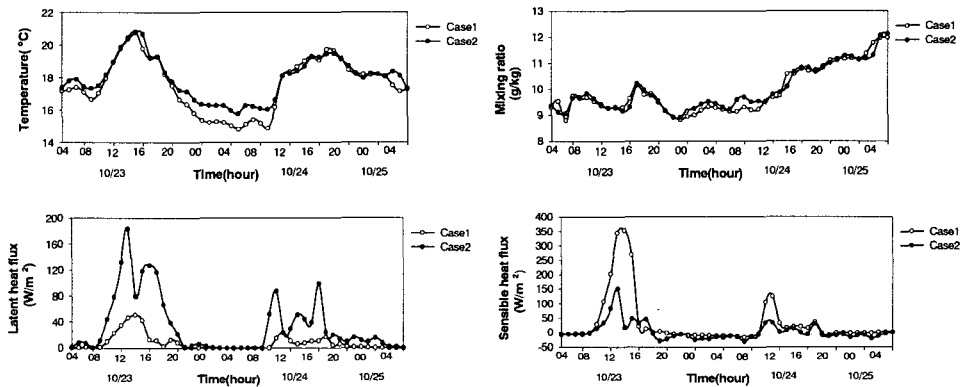 Temperature( °C)
22
20
18
16
14
04 08 12 16 20 00 04 08 12 16 20 00 04
10/23 Time(hour) 10/24 10/25
Case1
Case2
Mixing ratio
(g/kg)
13
12
11
10
9
8
04 08 12 16 20 00 04 08 12 16 20 00 04
10/23 Time(hour) 10/24 10/25
Case1
Case2
Latent heat flux
(W/m ²)
200
160
120
80
40
0
04 08 12 16 20 00 04 08 12 16 20 00 04
10/23 Time(hour) 10/24 10/25
Case1
Case2
Sensible heat flux
(W/m ²)
400
350
300
250
200
150
100
50
0
-50
04 08 12 16 20 00 04 08 12 16 20 00 04
10/23 Time(hour) 10/24 10/25
Case1
Case2